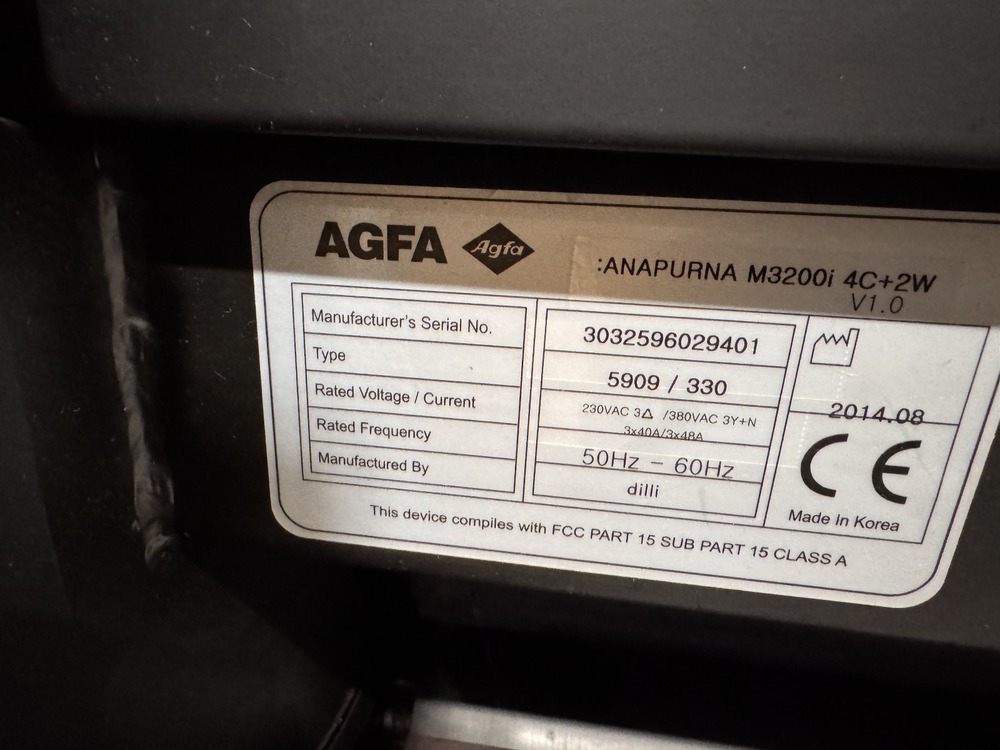 AGFA Agfa
:ANAPURNA M3200i 4C+2W
V1.0
Manufacturer's Serial No. 3032596029401
Type 5909 / 330
Rated Voltage / Current 230VAC 3△ /380VAC 3Y+N
3x40A/3x48A
Rated Frequency 50Hz – 60Hz
Manufactured By dilli
2014.08
CE
Made In Korea
This device compiles with FCC PART 15 SUB PART 15 CLASS A